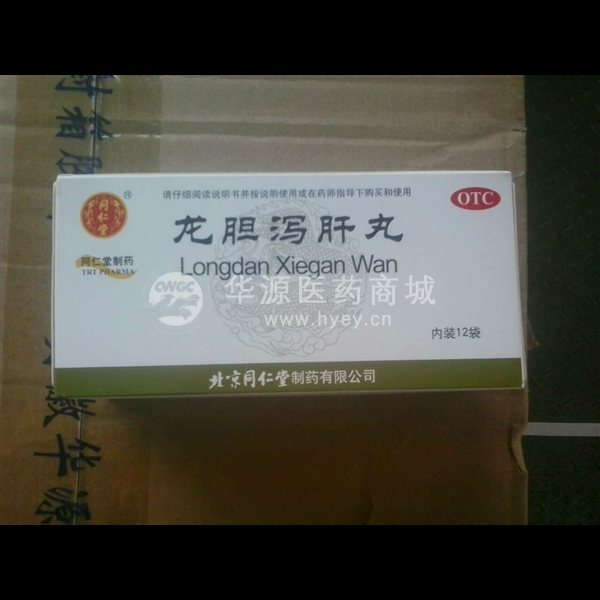 请仔细阅读说明书并按说明使用或在药师指导下购买和使用
OTC
同仁堂
®
龙胆泻肝丸
同仁堂制药
TRT PHARMA
Longdan Xiegan Wan
CWGC
华源医药商城
www.hyey.cn
内装12袋
北京同仁堂制药有限公司
华源